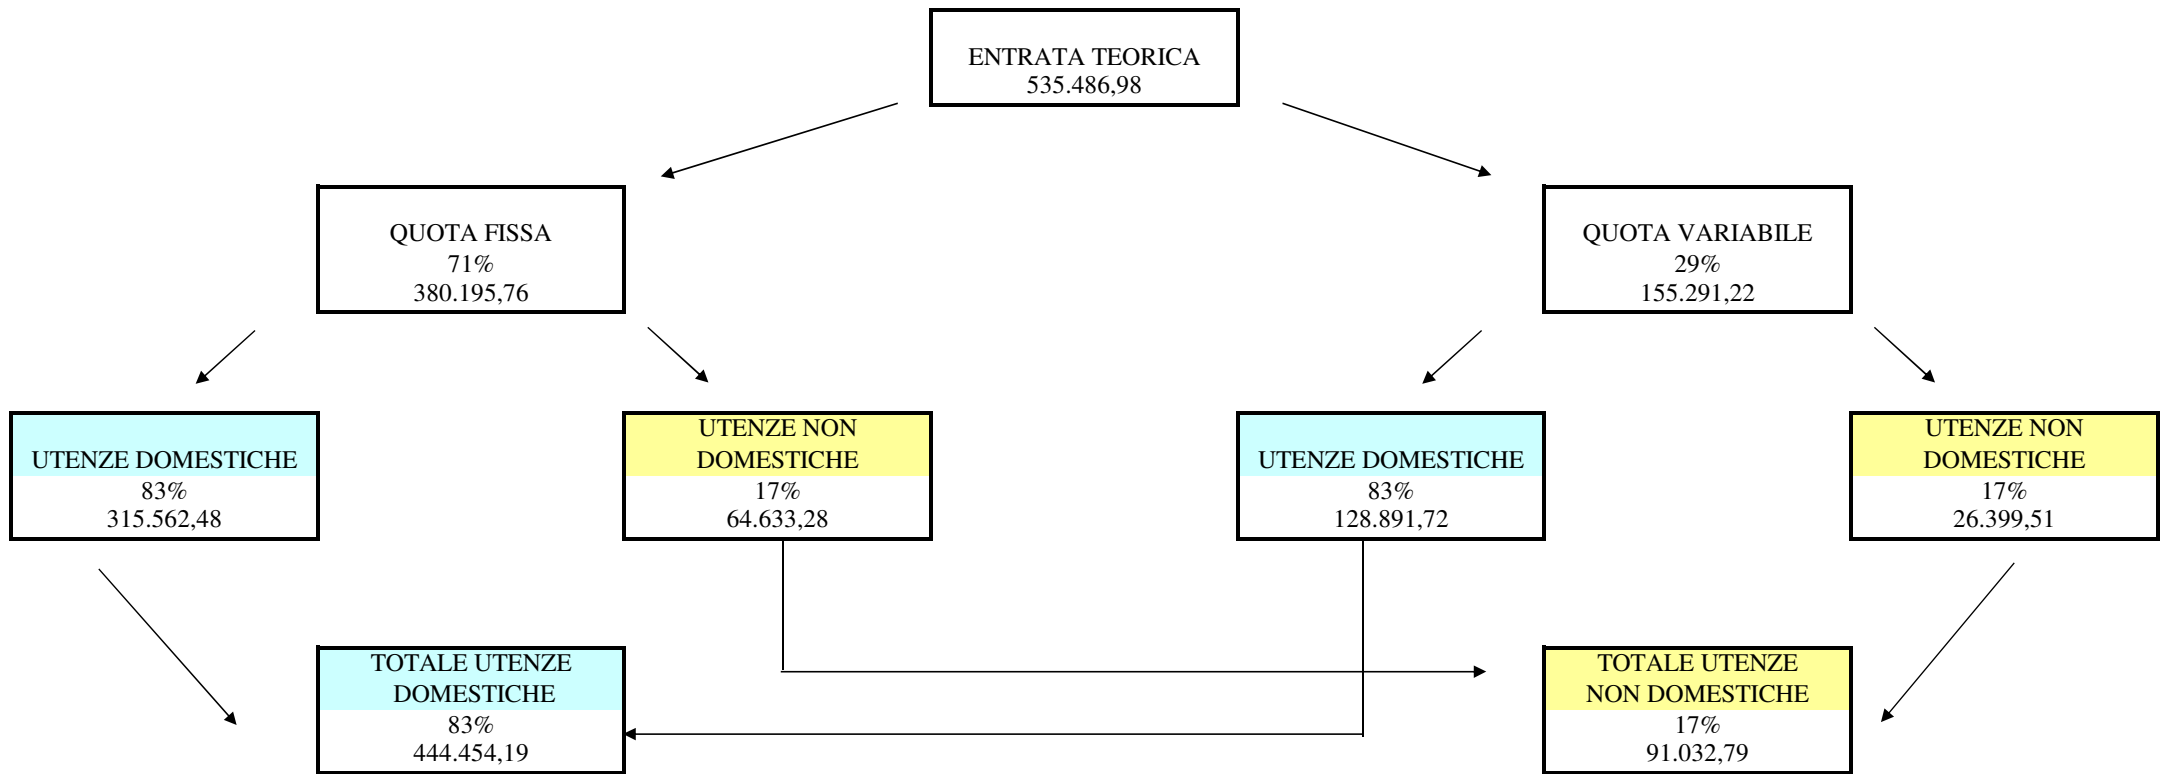 ENTRATA TEORICA
535.486,98
QUOTA FISSA
71%
380.195,76
QUOTA VARIABILE
29%
155.291,22
UTENZE DOMESTICHE
83%
315.562,48
UTENZE NON
DOMESTICHE
17%
64.633,28
UTENZE DOMESTICHE
83%
128.891,72
UTENZE NON
DOMESTICHE
17%
26.399,51
TOTALE UTENZE
DOMESTICHE
83%
444.454,19
TOTALE UTENZE
NON DOMESTICHE
17%
91.032,79